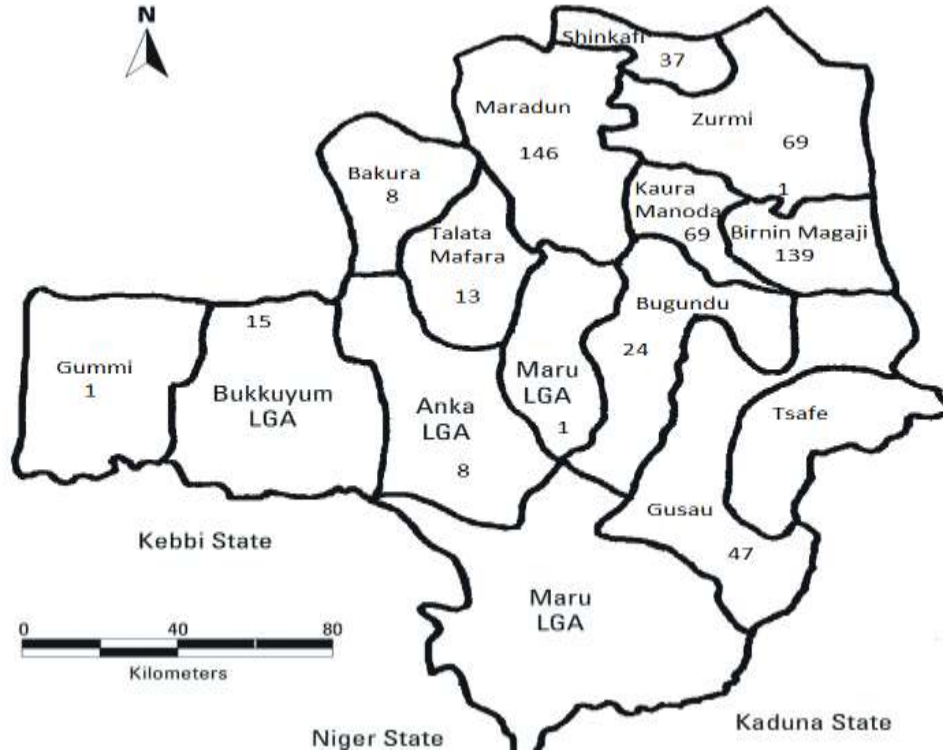 N
Shinkafi
37
Maradun
146
Zurmi
69
1
Bakura
8
Kaura
Manoda
69
Birnin Magaji
139
Talata
Mafara
13
Bugundu
24
15
Gummi
1
Bukkuyum
LGA
Anka
LGA
8
Maru
LGA
1
Tsafe
Gusau
47
Kebbi State
Maru
LGA
0 40 80
Kilometers
Niger State
Kaduna State